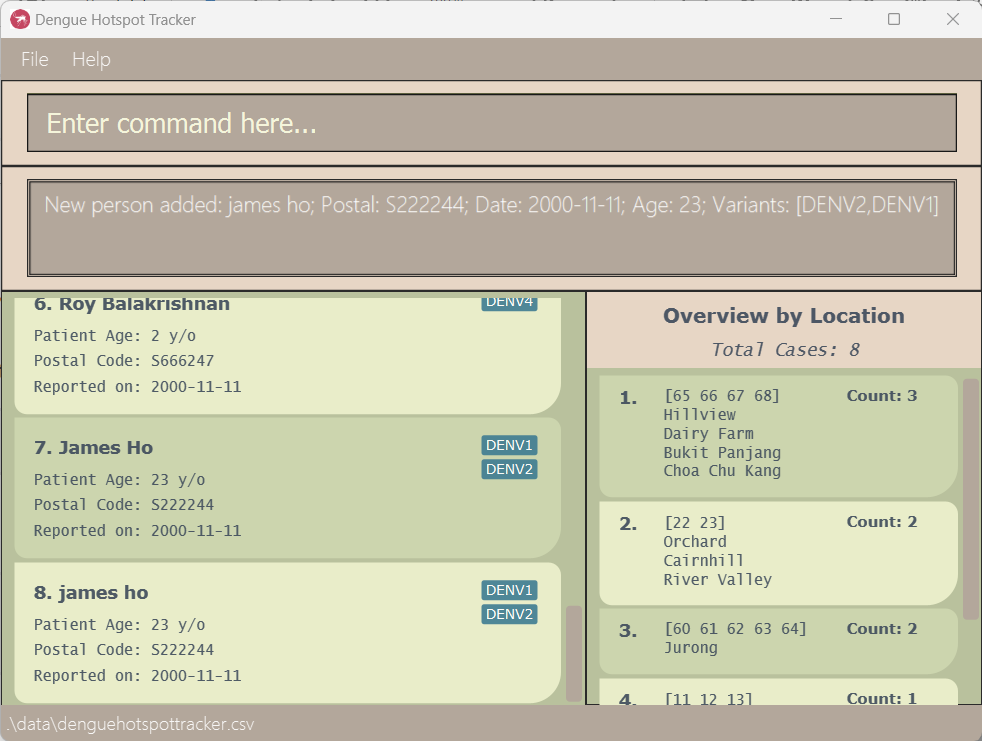 Dengue Hotspot Tracker
File Help
Enter command here...
New person added: james ho; Postal: S222244; Date: 2000-11-11; Age: 23; Variants: [DENV2,DENV1]
6. Roy Balakrishnan
DENV4
Patient Age: 2 y/o
Postal Code: S666247
Reported on: 2000-11-11
7. James Ho
DENV1
DENV2
Patient Age: 23 y/o
Postal Code: S222244
Reported on: 2000-11-11
8. james ho
DENV1
DENV2
Patient Age: 23 y/o
Postal Code: S222244
Reported on: 2000-11-11
Overview by Location
Total Cases: 8
1. [65 66 67 68] Count: 3
Hillview
Dairy Farm
Bukit Panjang
Choa Chu Kang
2. [22 23] Count: 2
Orchard
Cairnhill
River Valley
3. [60 61 62 63 64] Count: 2
Jurong
4. [11 12 13] Count: 1
.\data\denguehotspottracker.csv